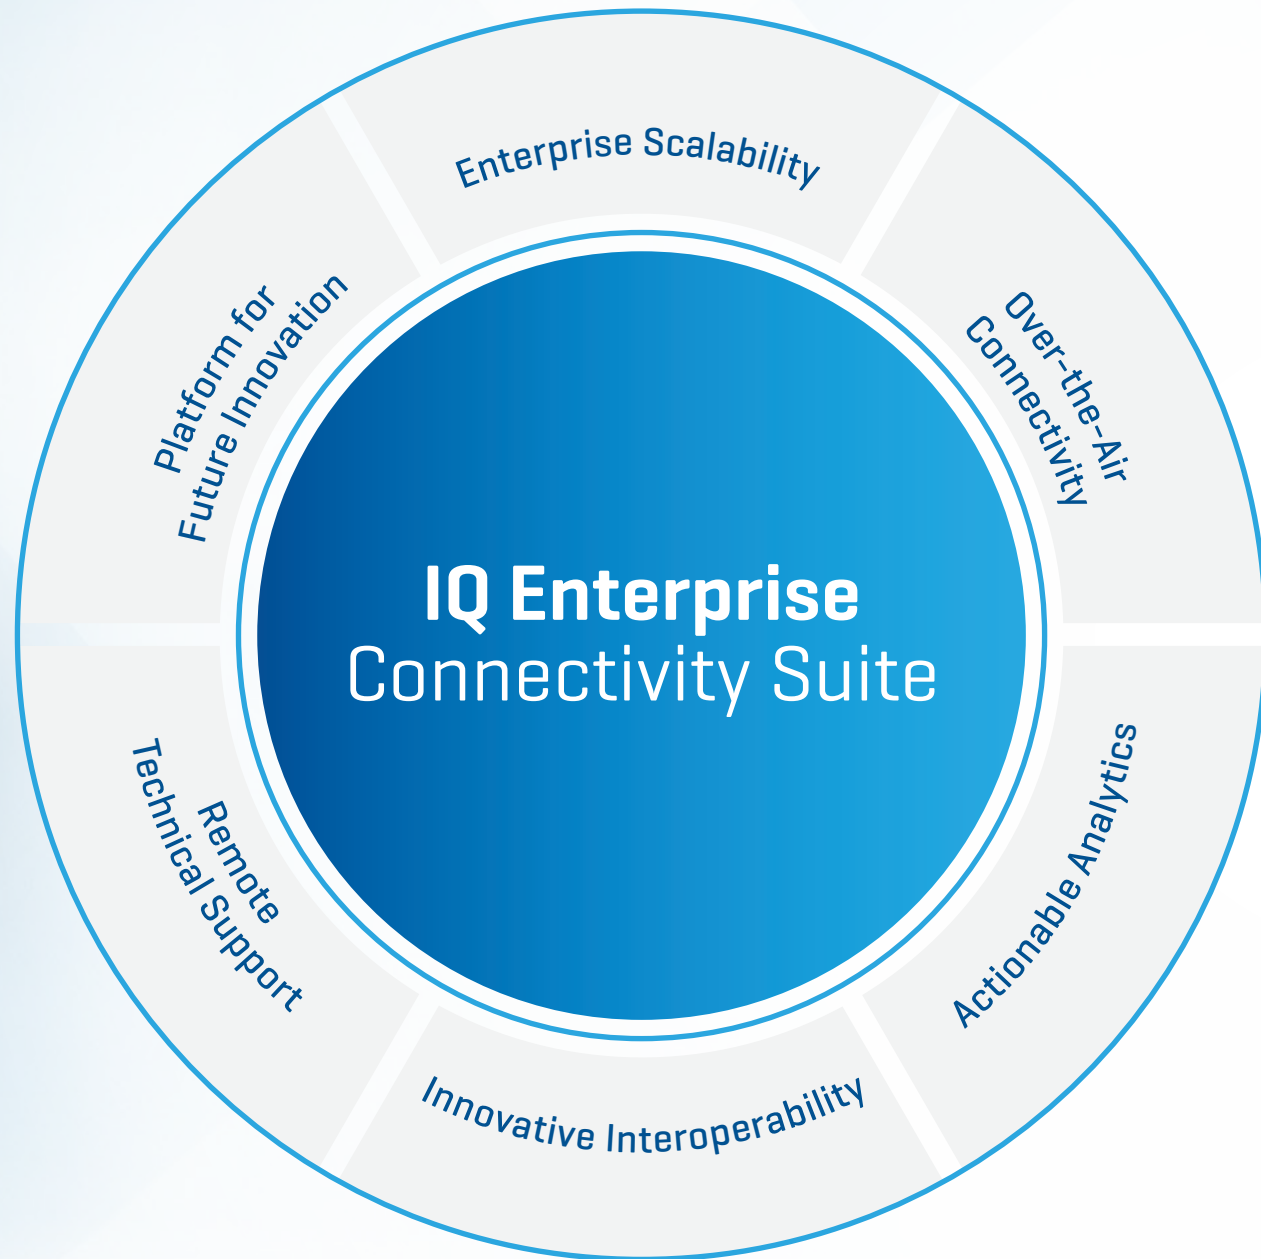 Enterprise Scalability
Over-the-Air
Connectivity
Actionable Analytics
Innovative Interoperability
Remote
Technical Support
Platform for
Future Innovation
IQ Enterprise
Connectivity Suite